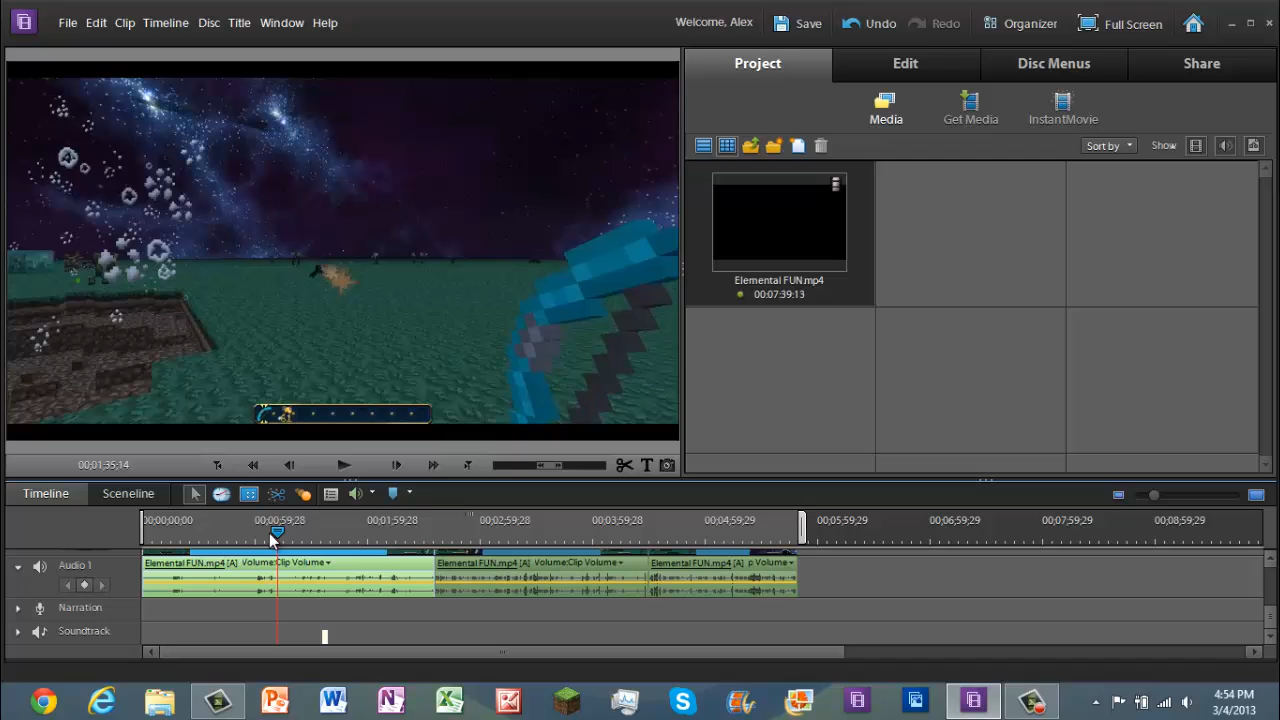 File Edit Clip Timeline Disc Title Window Help
Welcome, Alex Save Undo Redo Organizer Full Screen
Project Edit Disc Menus Share
Media Get Media InstantMovie
Sort by Show
Elemental FUN.mp4
00:07:39:13
61
00;01;35;14
Timeline Sceneline
00;00;00;00 00;00;59;28 00;01;59;28 00;02;59;29 00;03;59;29 00;04;59;29 00;05;59;29 00;06;59;29 00;07;59;29 00;08;59;29
Audio 1 Elemental FUN.mp4 [A] Volume:Clip Volume Elemental FUN.mp4 [A] Volume:Clip Volume Elemental FUN.mp4 [A] p Volume
Narration
Soundtrack
4:54 PM
3/4/2013